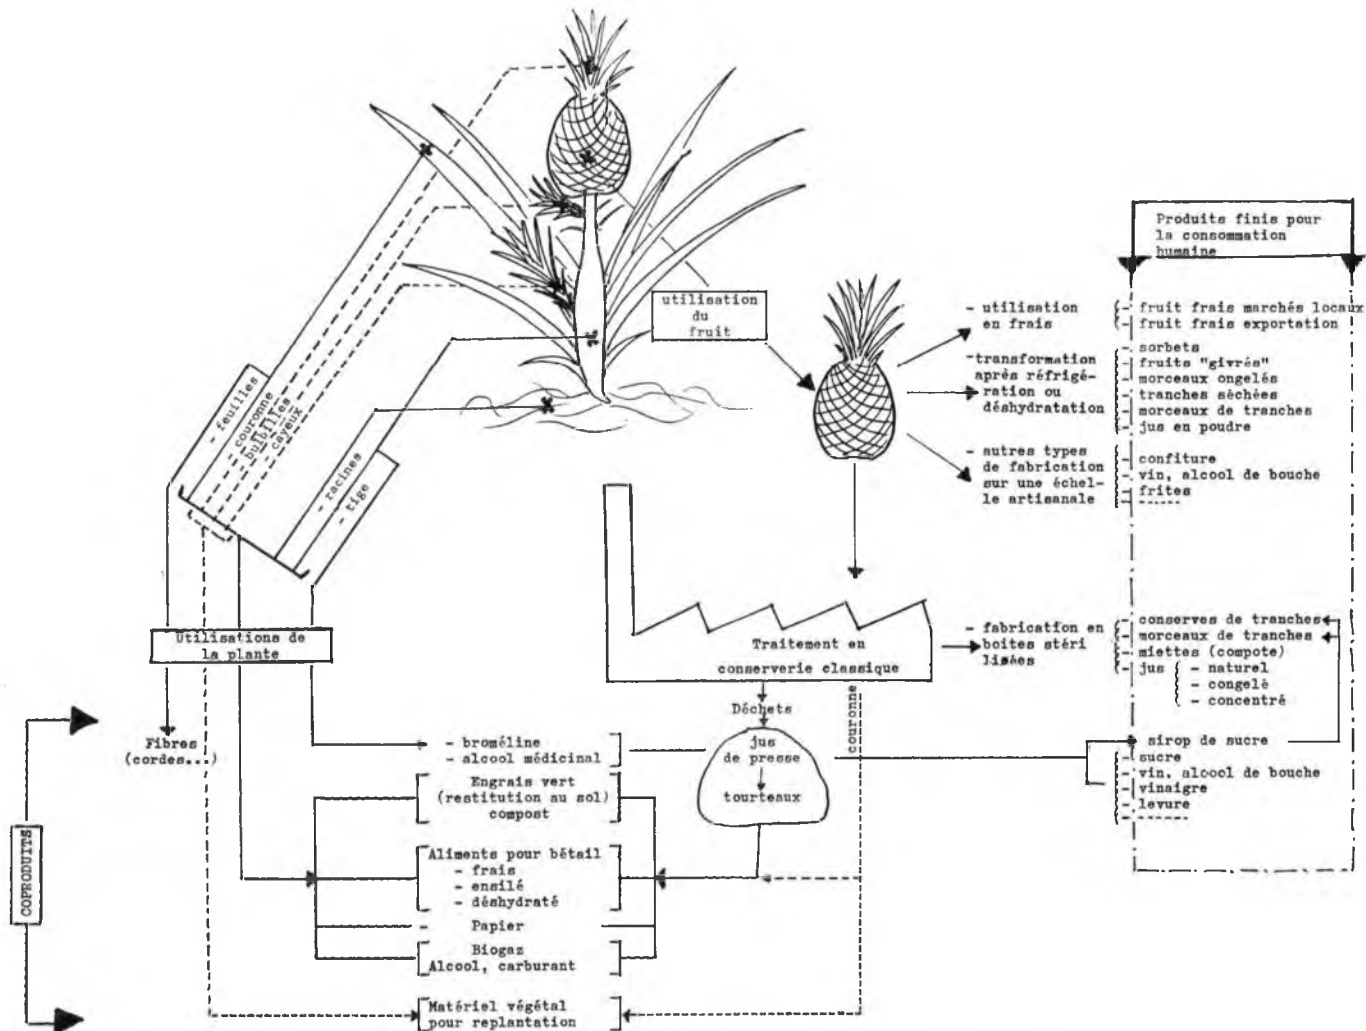 Produits finis pour
la consommation
humaine
utilisation
du
fruit
- utilisation
en frais
- fruit frais marchés locaux
- fruit frais exportation
-transformation
après réfrigé-
ration ou
déshydratation
- sorbets
- fruits "givrés"
- morceaux ongelés
- tranches séchées
- morceaux de tranches
- jus en poudre
- autres types
de fabrication
sur une échel-
le artisanale
- confiture
- vin, alcool de bouche
- frites
- ------
- feuilles
- couronne
bulbilles
- cayeux
- racines
- tige
Utilisations de
la plante
Traitement en
conserverie classique
- fabrication en
boites stéri
lisées
- conserves de tranches
- morceaux de tranches
- miettes (compote)
- jus
- naturel
- congelé
- concentré
Déchets
couronne
jus
de presse
tourteaux
sirop de sucre
- sucre
- vin, alcool de bouche
- vinaigre
- levure
- ------
Fibres
(cordes...)
COPRODUITS
- broméline
- alcool médicinal
Engrais vert
(restitution au sol)
compost
Aliments pour bétail
- frais
- ensilé
- déshydraté
- Papier
Biogaz
Alcool, carburant
Matériel végétal
pour replantation